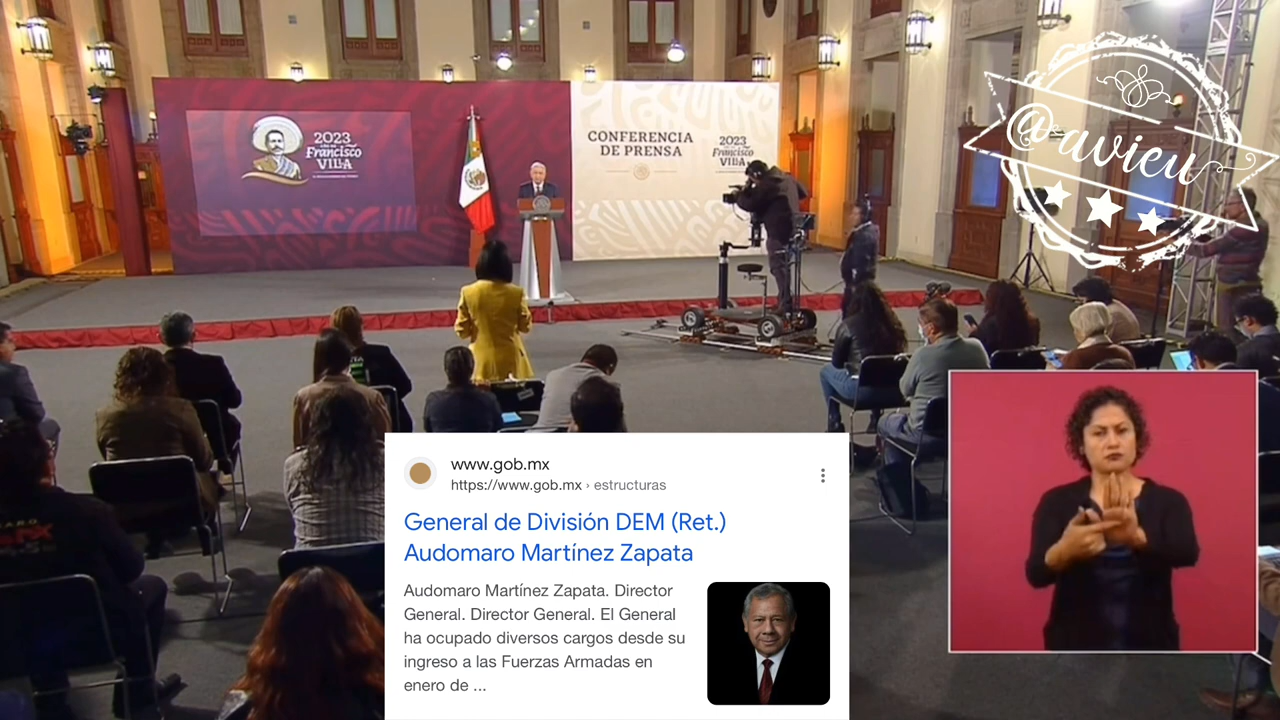 2023
Francisco
VILLA
CONFERENCIA
DE PRENSA
2023
Francisco
VILLA
@avieu
www.gob.mx
https://www.gob.mx › estructuras
General de División DEM (Ret.)
Audomaro Martínez Zapata
Audomaro Martínez Zapata. Director
General. Director General. El General
ha ocupado diversos cargos desde su
ingreso a las Fuerzas Armadas en
enero de ...